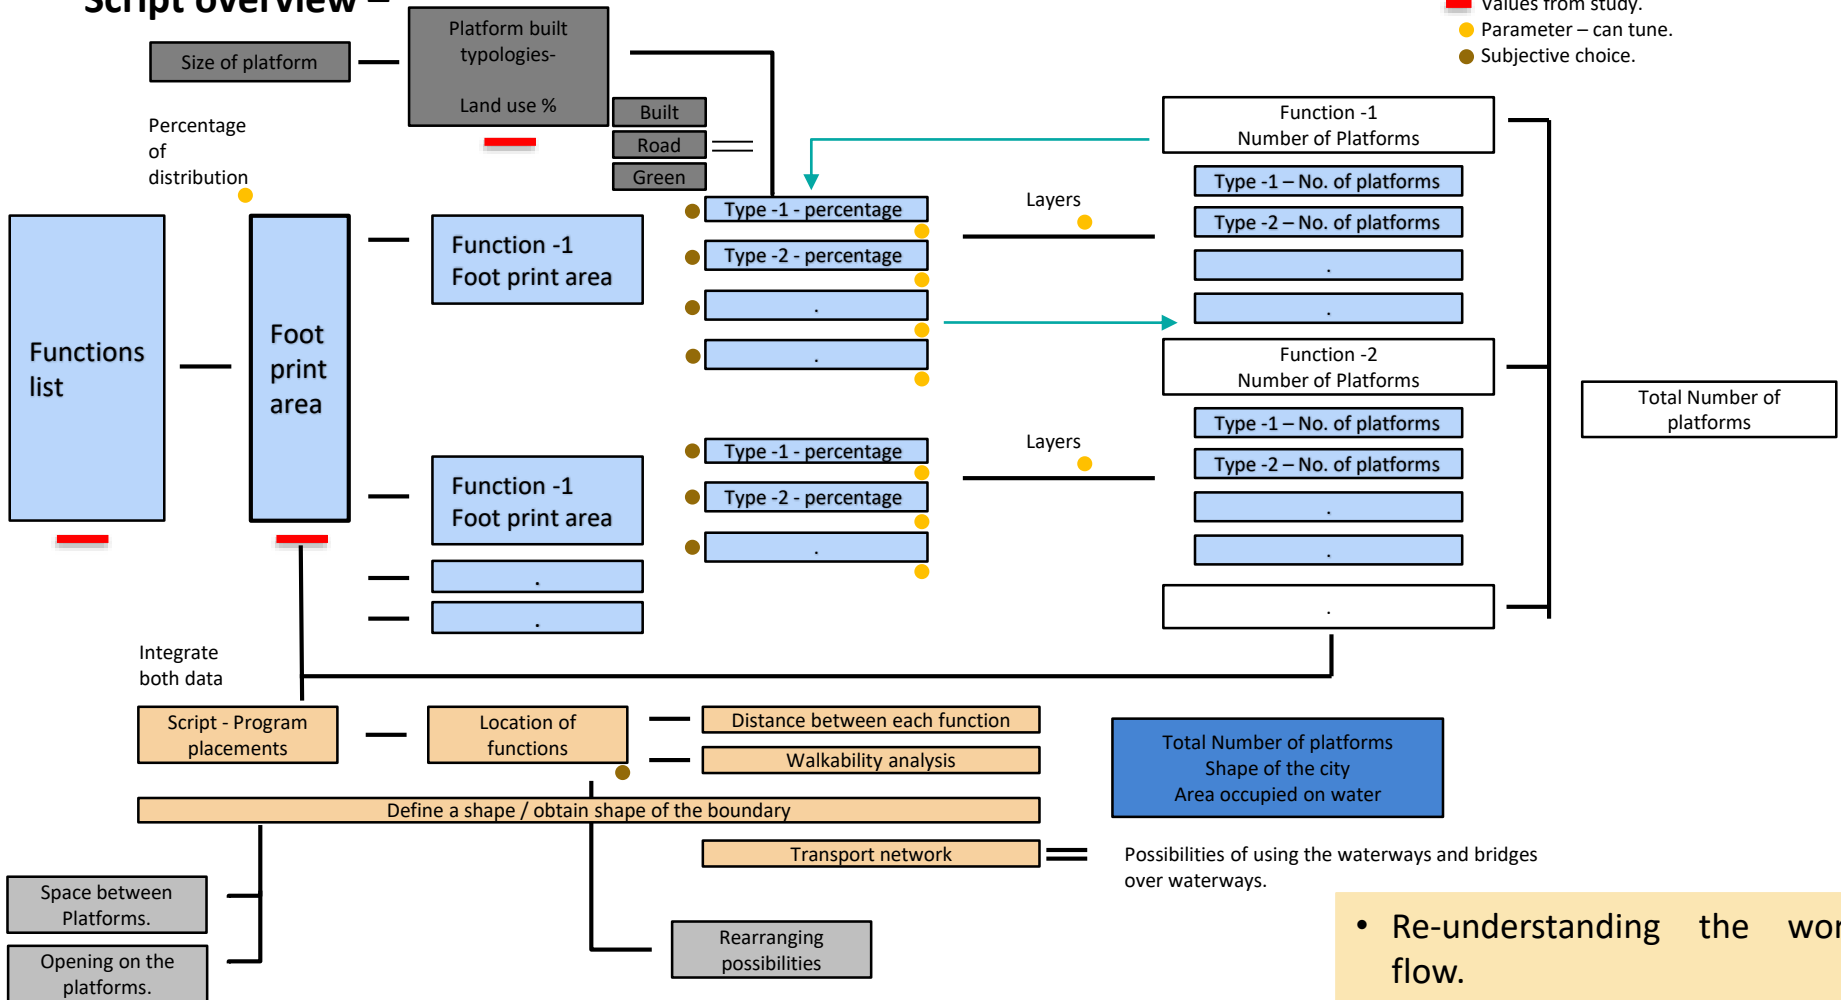 Script overview –
Values from study.
Parameter – can tune.
Subjective choice.
Size of platform
Platform built
typologies-
Land use %
Built
Road
Green
Percentage
of
distribution
Functions
list
Foot
print
area
Function -1
Foot print area
Function -1
Foot print area
.
.
Type -1 - percentage
Type -2 - percentage
.
.
Type -1 - percentage
Type -2 - percentage
.
Layers
Layers
Function -1
Number of Platforms
Type -1 – No. of platforms
Type -2 – No. of platforms
.
.
Function -2
Number of Platforms
Type -1 – No. of platforms
Type -2 – No. of platforms
.
.
.
Total Number of
platforms
Integrate
both data
Script - Program
placements
Location of
functions
Distance between each function
Walkability analysis
Define a shape / obtain shape of the boundary
Transport network
Possibilities of using the waterways and bridges
over waterways.
Total Number of platforms
Shape of the city
Area occupied on water
Space between
Platforms.
Opening on the
platforms.
Rearranging
possibilities
• Re-understanding the wor
flow.